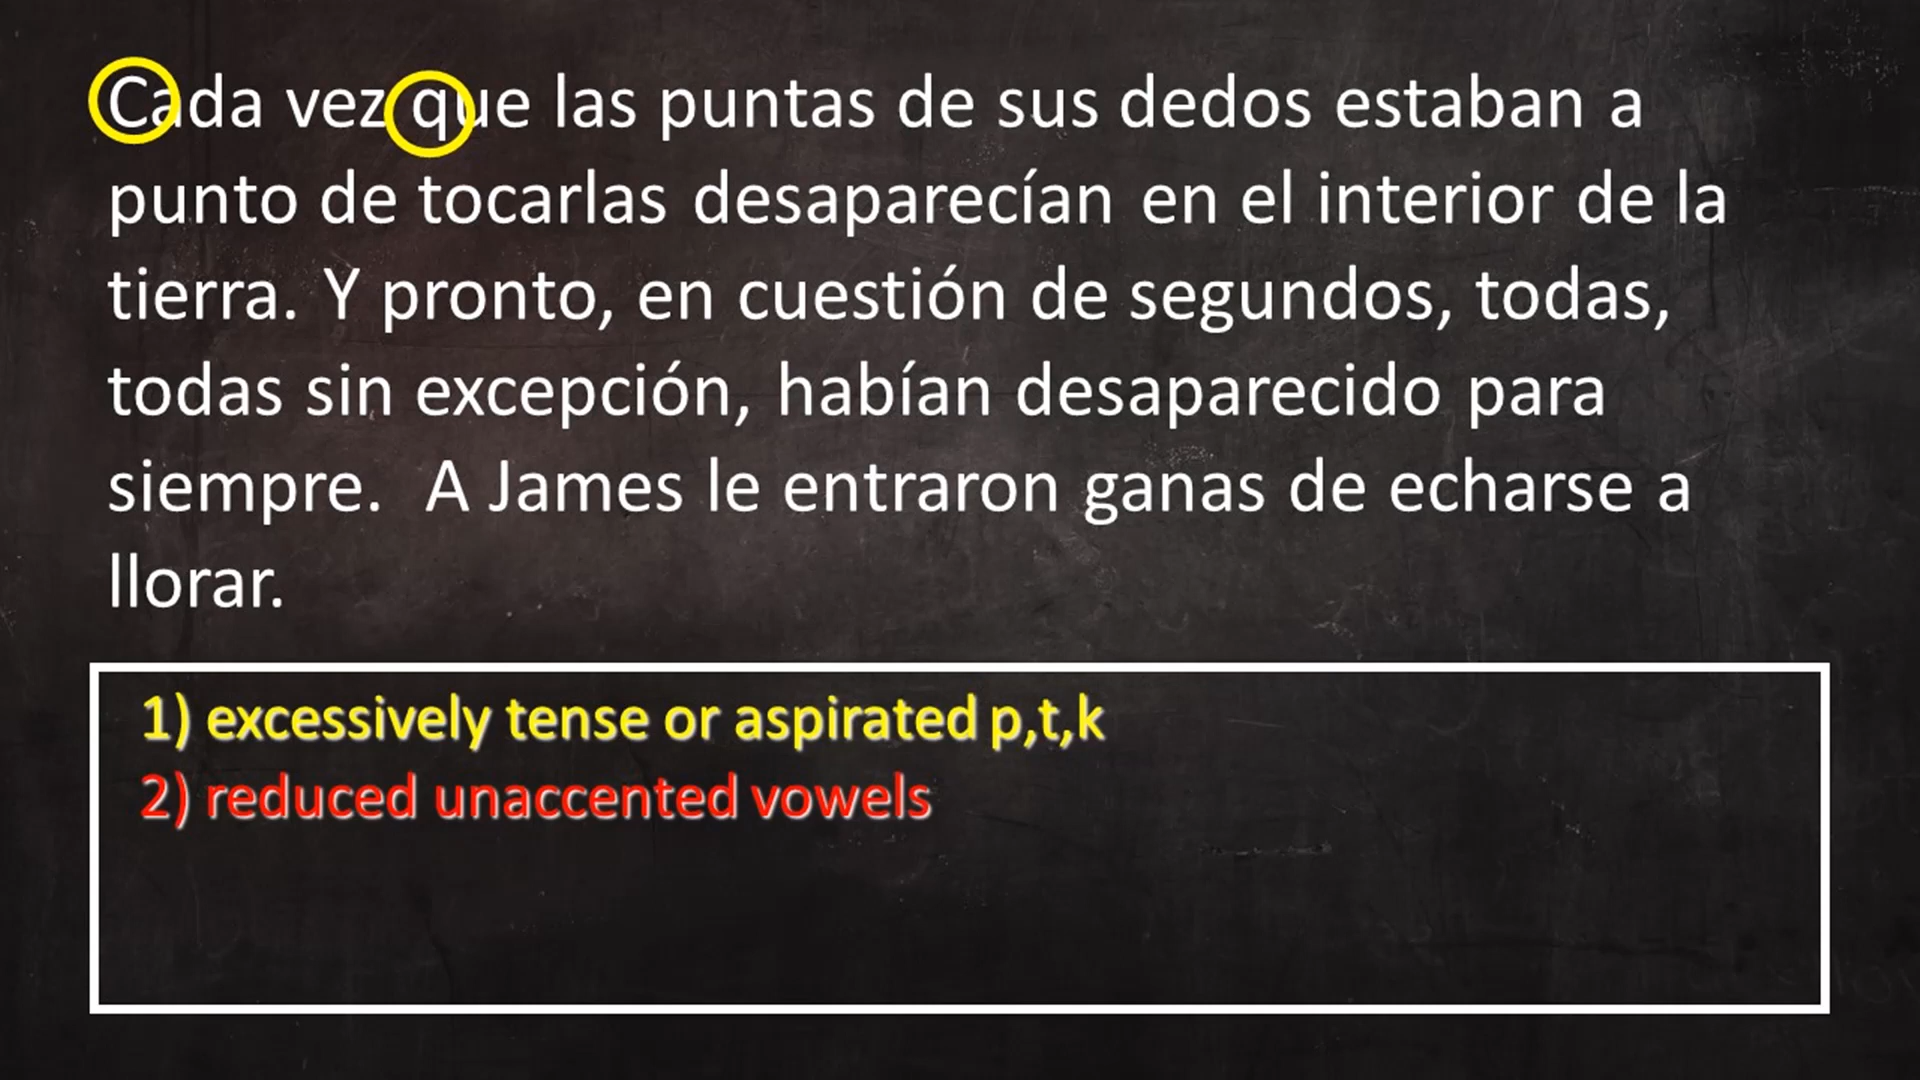 Cada vez que las puntas de sus dedos estaban a
punto de tocarlas desaparecían en el interior de la
tierra. Y pronto, en cuestión de segundos, todas,
todas sin excepción, habían desaparecido para
siempre.  A James le entraron ganas de echarse a
llorar.
1) excessively tense or aspirated p,t,k
2) reduced unaccented vowels